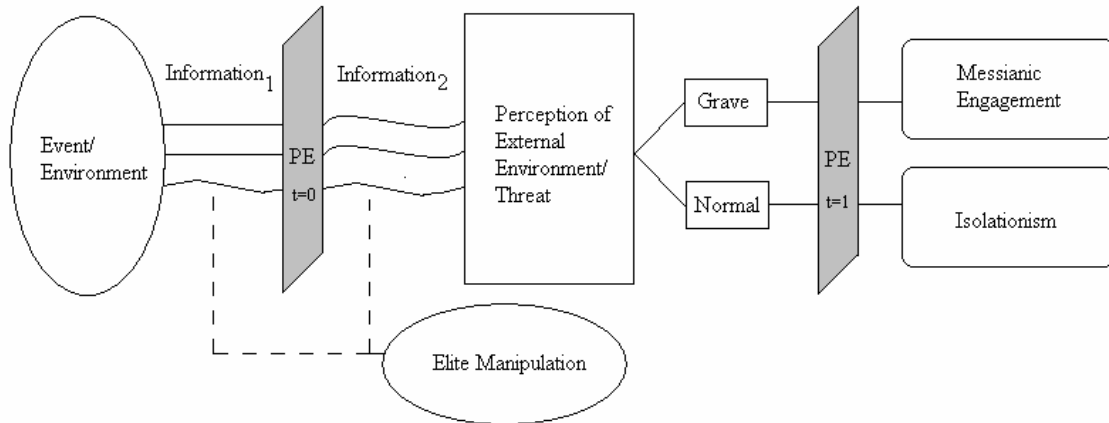 Event/
Environment
Information1
PE
t=0
Information2
Perception of
External
Environment/
Threat
Grave
Normal
PE
t=1
Messianic
Engagement
Isolationism
Elite Manipulation